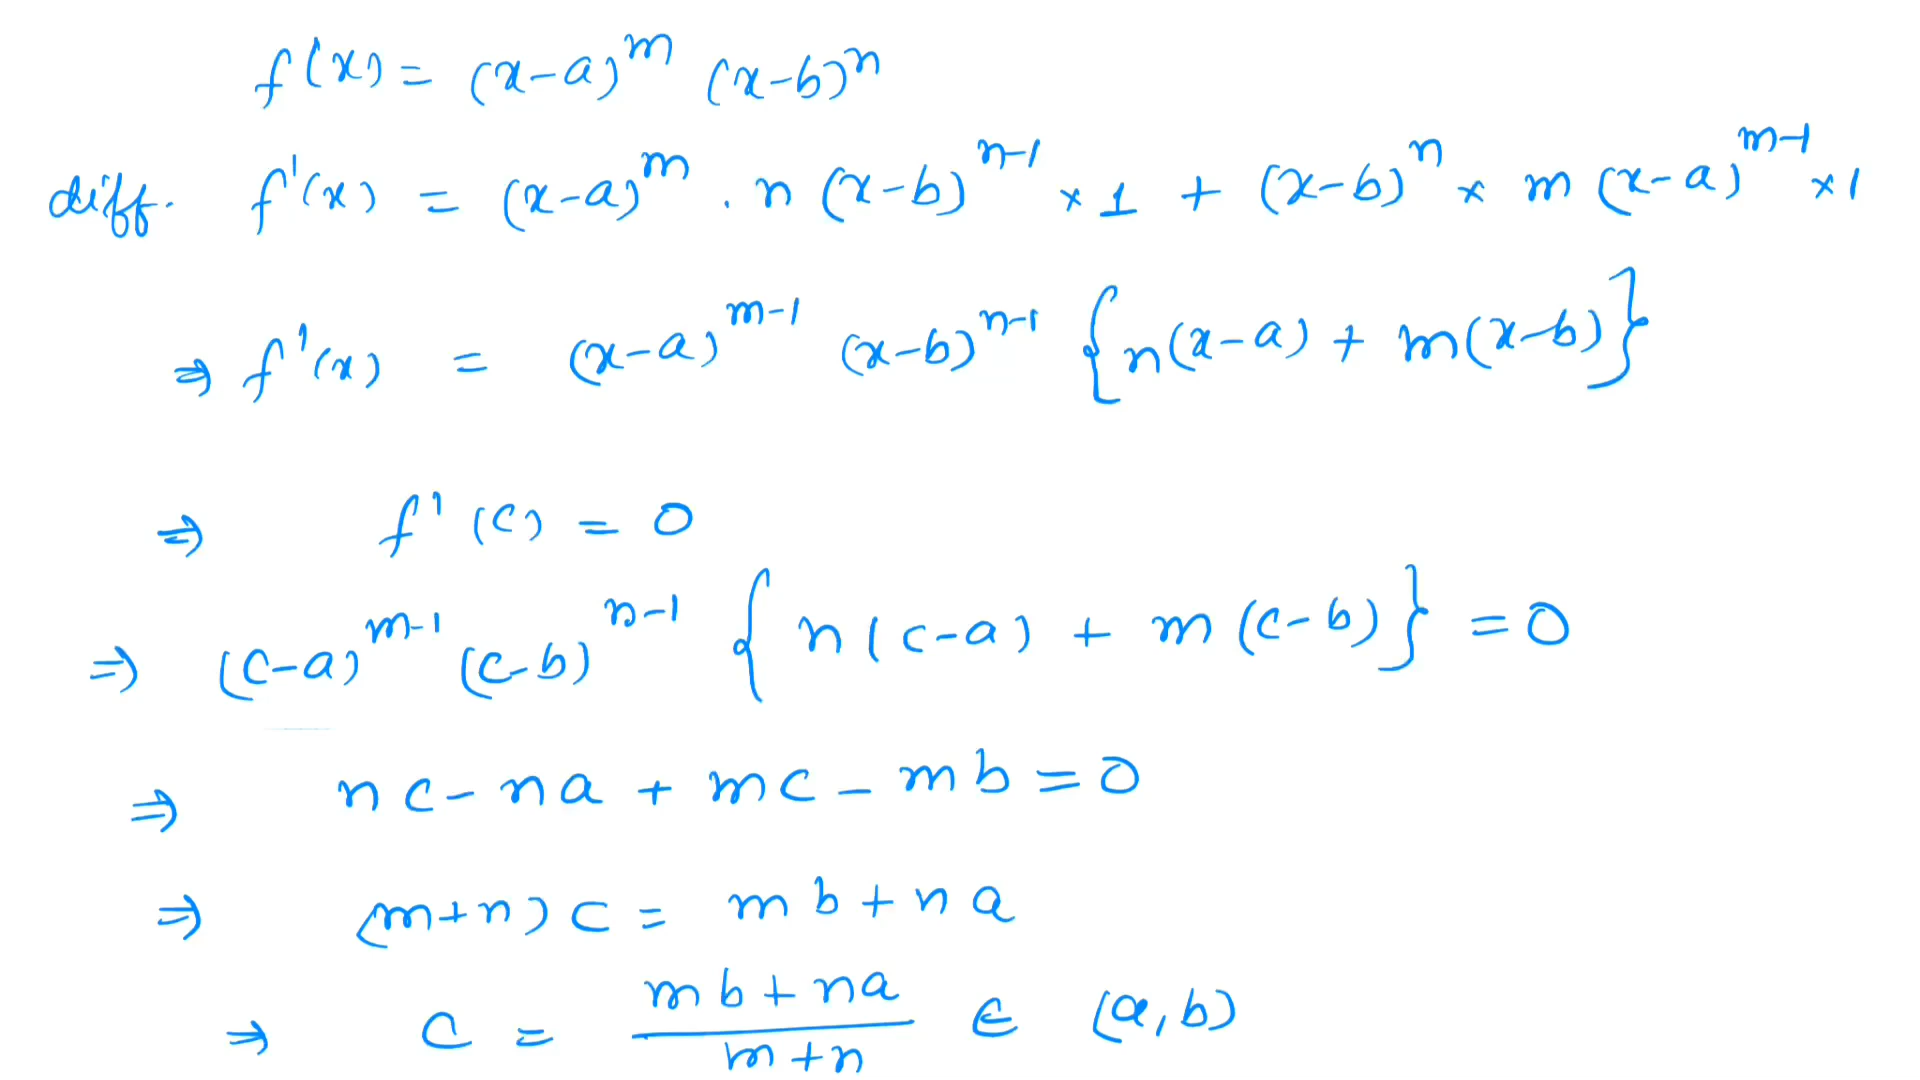 f(x) = (x-a)^m (x-b)^n
diff. f'(x) = (x-a)^m . n (x-b)^{n-1} × 1 + (x-b)^n × m (x-a)^{m-1} × 1
⇒ f'(x) = (x-a)^{m-1} (x-b)^{n-1} {n(x-a) + m(x-b)}
⇒ f'(c) = 0
⇒ (c-a)^{m-1} (c-b)^{n-1} {n(c-a) + m(c-b)} = 0
⇒ nc - na + mc - mb = 0
⇒ (m+n) c = mb + na
⇒ c = \frac{mb + na}{m+n} ∈ (a,b)